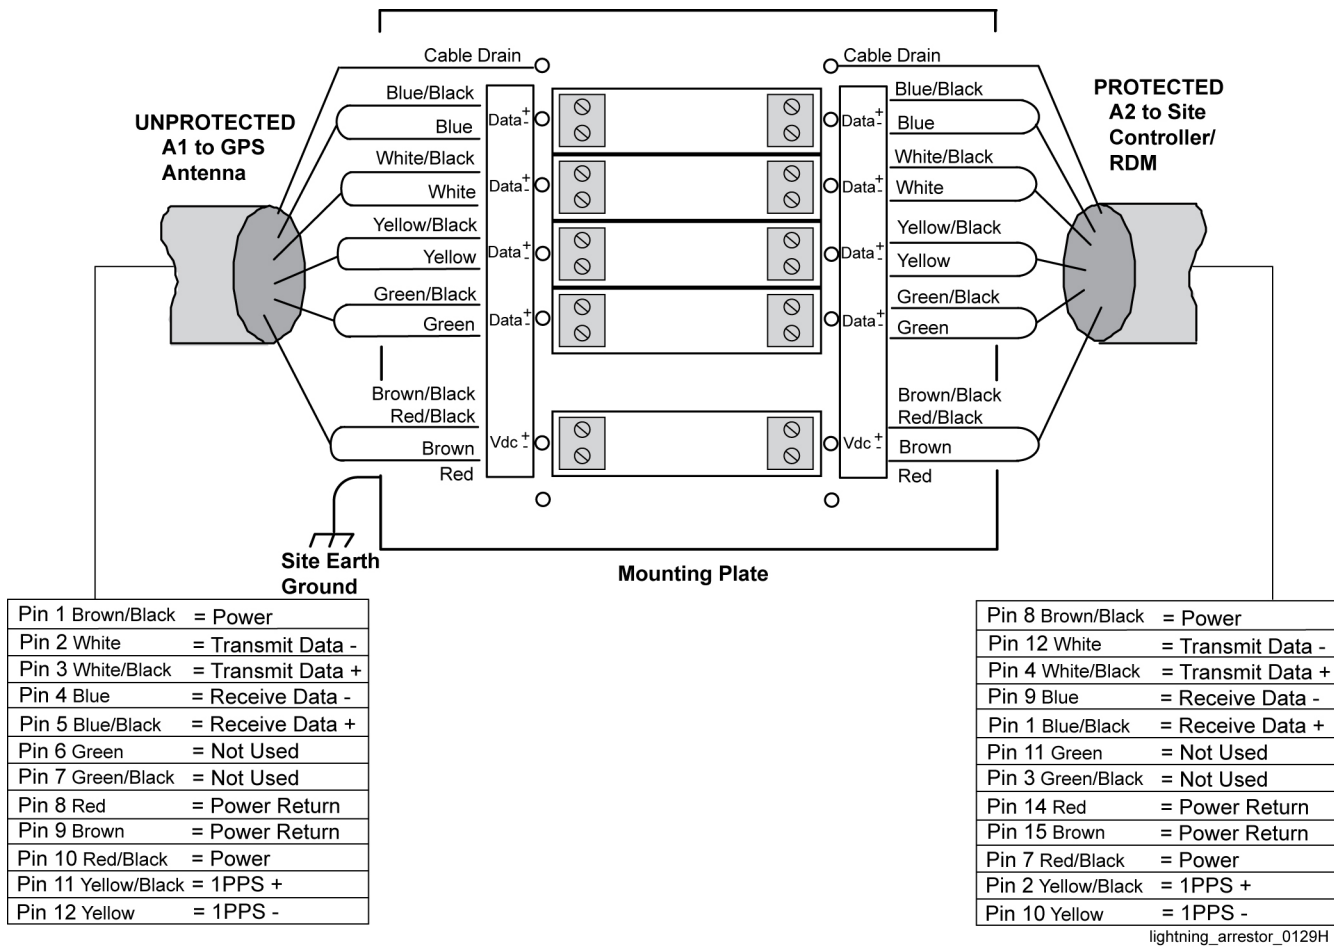 Cable Drain
Cable Drain
UNPROTECTED
A1 to GPS
Antenna
Blue/Black
Blue
White/Black
White
Yellow/Black
Yellow
Green/Black
Green
Brown/Black
Red/Black
Brown
Red
Data + -
Data + -
Data + -
Data + -
Vdc + -
Data + -
Data + -
Data + -
Data + -
Vdc + -
Blue/Black
Blue
White/Black
White
Yellow/Black
Yellow
Green/Black
Green
Brown/Black
Red/Black
Brown
Red
PROTECTED
A2 to Site
Controller/
RDM
Site Earth
Ground
Mounting Plate
Pin 1 Brown/Black = Power
Pin 2 White = Transmit Data -
Pin 3 White/Black = Transmit Data +
Pin 4 Blue = Receive Data -
Pin 5 Blue/Black = Receive Data +
Pin 6 Green = Not Used
Pin 7 Green/Black = Not Used
Pin 8 Red = Power Return
Pin 9 Brown = Power Return
Pin 10 Red/Black = Power
Pin 11 Yellow/Black = 1PPS +
Pin 12 Yellow = 1PPS -
Pin 8 Brown/Black = Power
Pin 12 White = Transmit Data -
Pin 4 White/Black = Transmit Data +
Pin 9 Blue = Receive Data -
Pin 1 Blue/Black = Receive Data +
Pin 11 Green = Not Used
Pin 3 Green/Black = Not Used
Pin 14 Red = Power Return
Pin 15 Brown = Power Return
Pin 7 Red/Black = Power
Pin 2 Yellow/Black = 1PPS +
Pin 10 Yellow = 1PPS -
lightning_arrestor_0129H